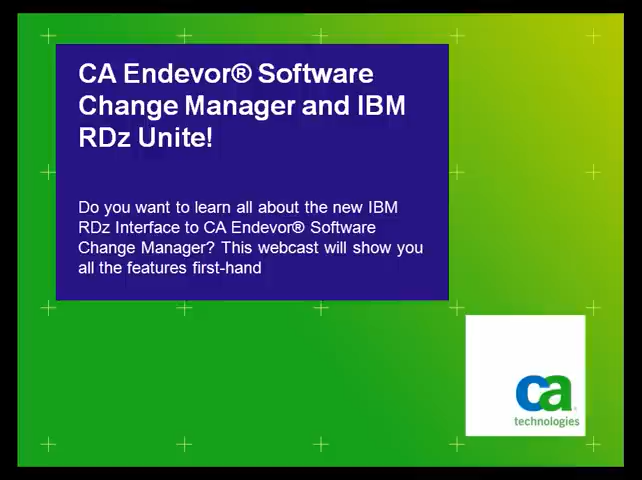 CA Endevor® Software
Change Manager and IBM
RDz Unite!
Do you want to learn all about the new IBM
RDz Interface to CA Endevor® Software
Change Manager? This webcast will show you
all the features first-hand
ca
technologies